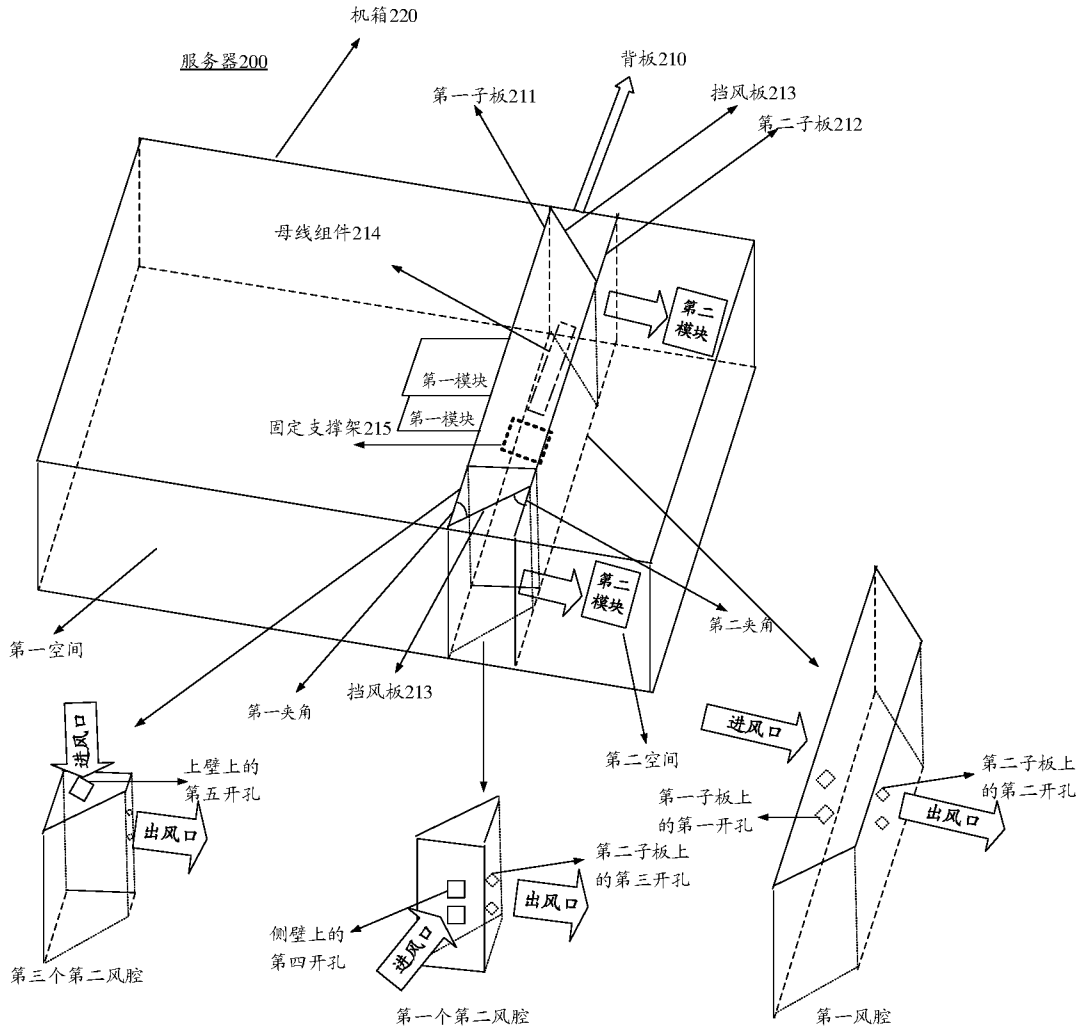 机箱220
服务器200
背板210
第一子板211
挡风板213
第二子板212
母线组件214
第二
模块
第一模块
第一模块
固定支撑架215
第二
模块
第一空间
第二夹角
挡风板213
第一夹角
第二空间
进风口
进风口
上壁上的
第五开孔
出风口
第二子板上
的第二开孔
第一子板上
的第一开孔
出风口
第二子板上
的第三开孔
出风口
侧壁上的
第四开孔
进风口
第三个第二风腔
第一个第二风腔
第一风腔